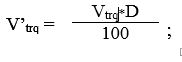 V'trq = Vtrq*D
100 ;